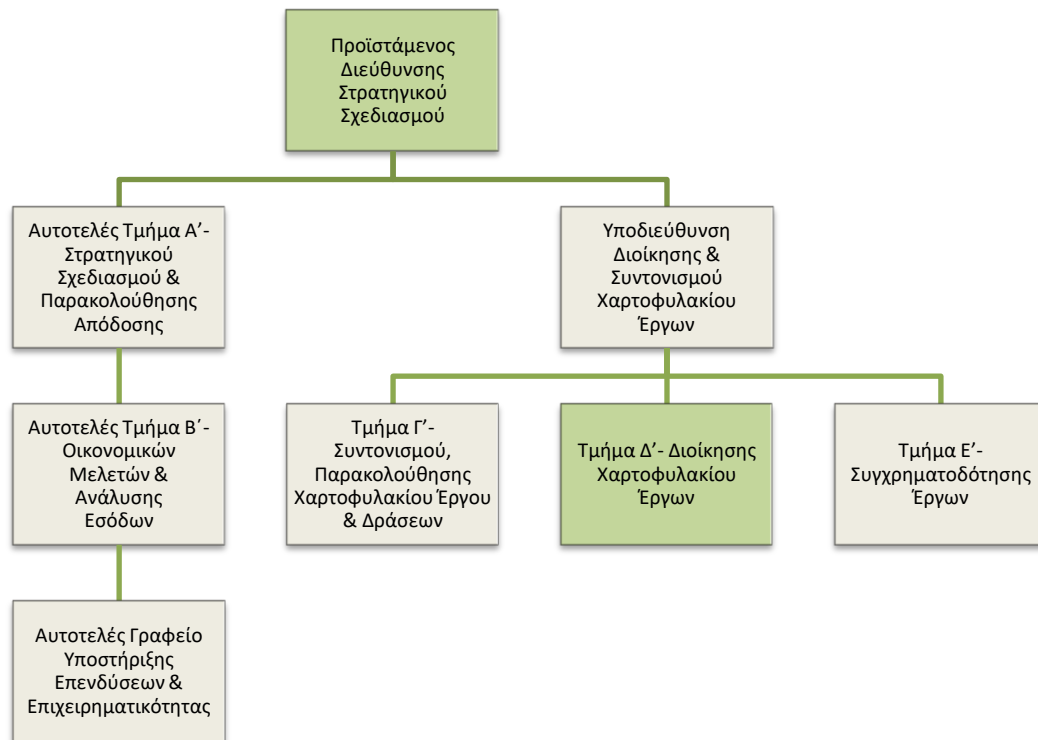 Προϊστάμενος
Διεύθυνσης
Στρατηγικού
Σχεδιασμού
Αυτοτελές Τμήμα Α’-
Στρατηγικού
Σχεδιασμού &
Παρακολούθησης
Απόδοσης
Υποδιεύθυνση
Διοίκησης &
Συντονισμού
Χαρτοφυλακίου
Έργων
Αυτοτελές Τμήμα Β΄-
Οικονομικών
Μελετών &
Ανάλυσης
Εσόδων
Τμήμα Γ’-
Συντονισμού,
Παρακολούθησης
Χαρτοφυλακίου Έργου
& Δράσεων
Τμήμα Δ’- Διοίκησης
Χαρτοφυλακίου
Έργων
Τμήμα Ε’-
Συγχρηματοδότησης
Έργων
Αυτοτελές Γραφείο
Υποστήριξης
Επενδύσεων &
Επιχειρηματικότητας